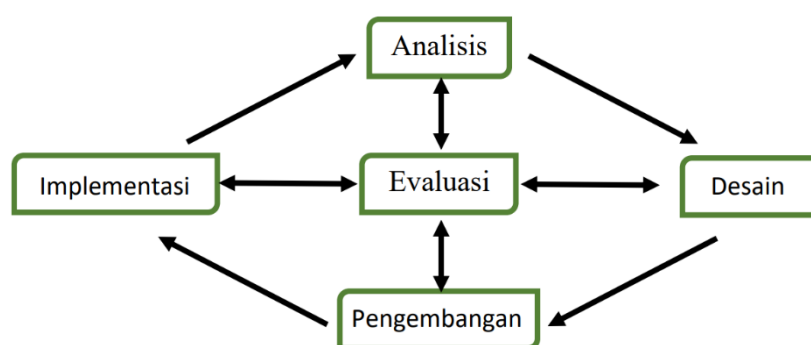 Analisis
Implementasi
Evaluasi
Desain
Pengembangan